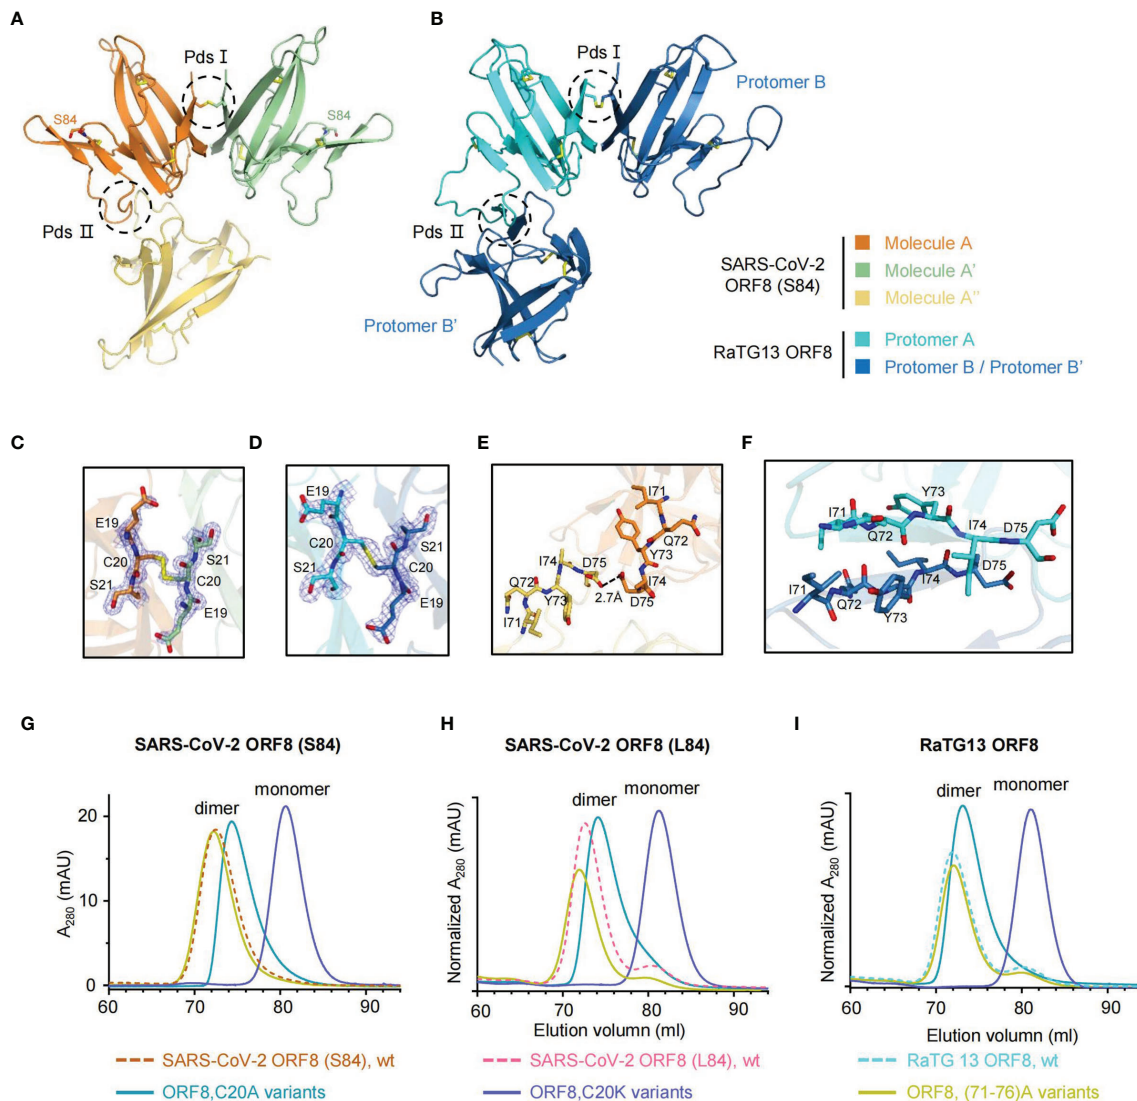 A
B
Pds I
Pds I
Protomer B
S84
S84
Pds II
Pds II
Protomer B'
SARS-CoV-2
ORF8 (S84)
Molecule A
Molecule A'
Molecule A''
RaTG13 ORF8
Protomer A
Protomer B / Protomer B'
C
D
E
F
E19
C20
S21
S21
C20
E19
E19
C20
S21
S21
C20
E19
I71
Q72
Y73
I74
D75
I74
D75
Q72
Y73
I71
2.7Å
Y73
I71
Q72
I74
D75
I71
Q72
Y73
I74
D75
G
H
I
SARS-CoV-2 ORF8 (S84)
SARS-CoV-2 ORF8 (L84)
RaTG13 ORF8
dimer
monomer
dimer
monomer
dimer
monomer
A280 (mAU)
20
10
0
60 70 80 90
Normalized A280 (mAU)
60 70 80 90
Elution volumn (ml)
Normalized A280 (mAU)
60 70 80 90
Elution volumn (ml)
SARS-CoV-2 ORF8 (S84), wt
SARS-CoV-2 ORF8 (L84), wt
RaTG 13 ORF8, wt
ORF8,C20A variants
ORF8,C20K variants
ORF8, (71-76)A variants